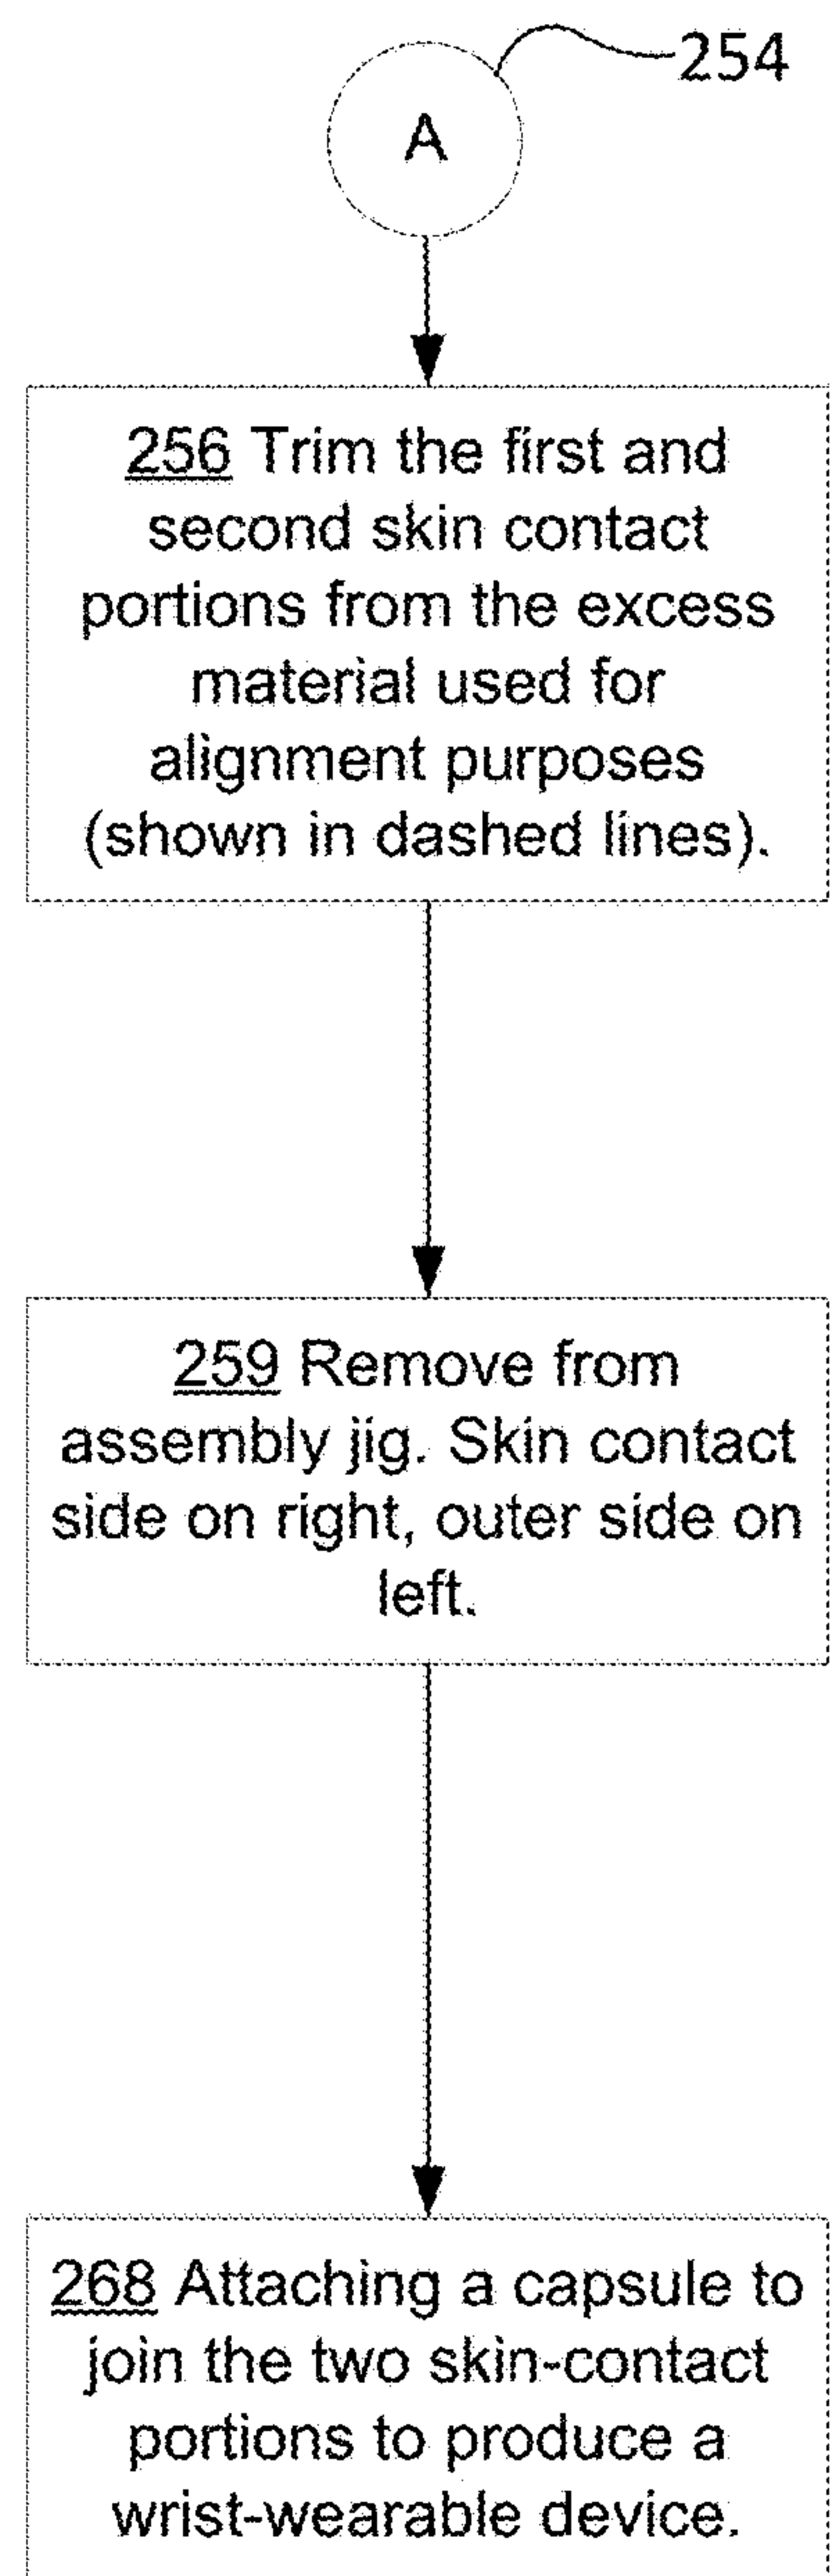 254
A
256 Trim the first and
second skin contact
portions from the excess
material used for
alignment purposes
(shown in dashed lines).
259 Remove from
assembly jig. Skin contact
side on right, outer side on
left.
268 Attaching a capsule to
join the two skin-contact
portions to produce a
wrist-wearable device.